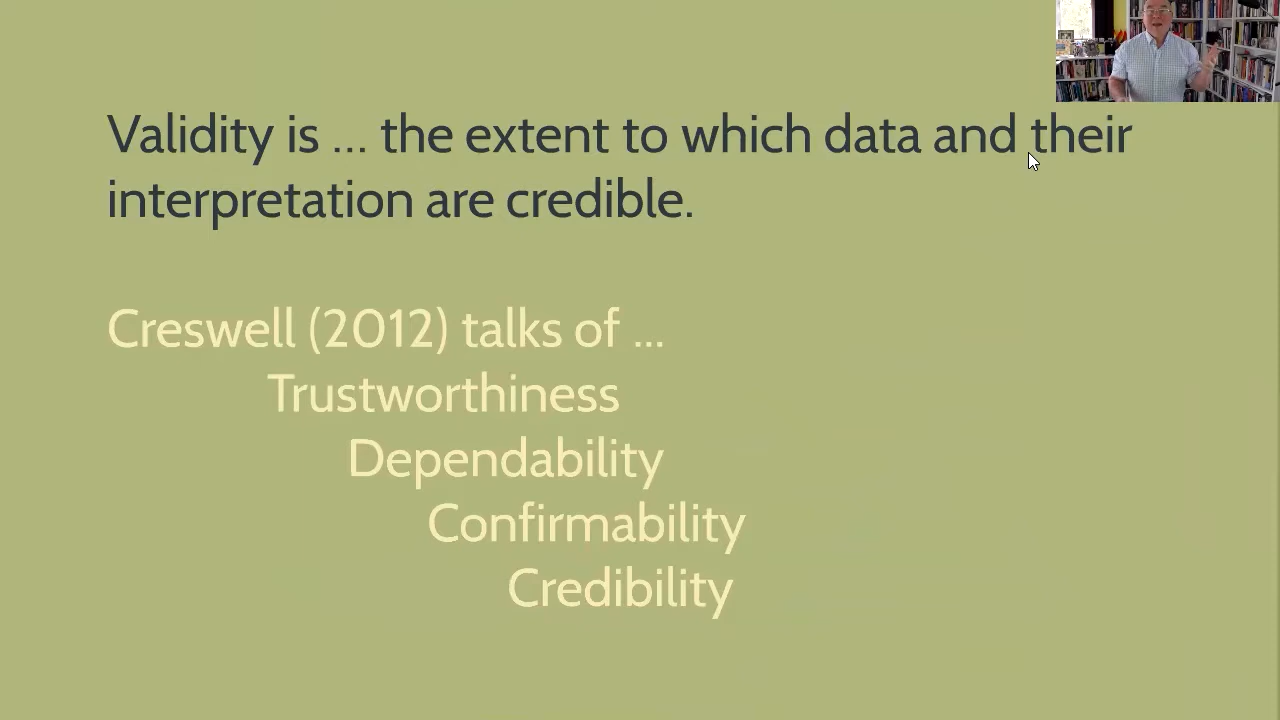 Validity is ... the extent to which data and their
interpretation are credible.
Creswell (2012) talks of ...
Trustworthiness
Dependability
Confirmability
Credibility